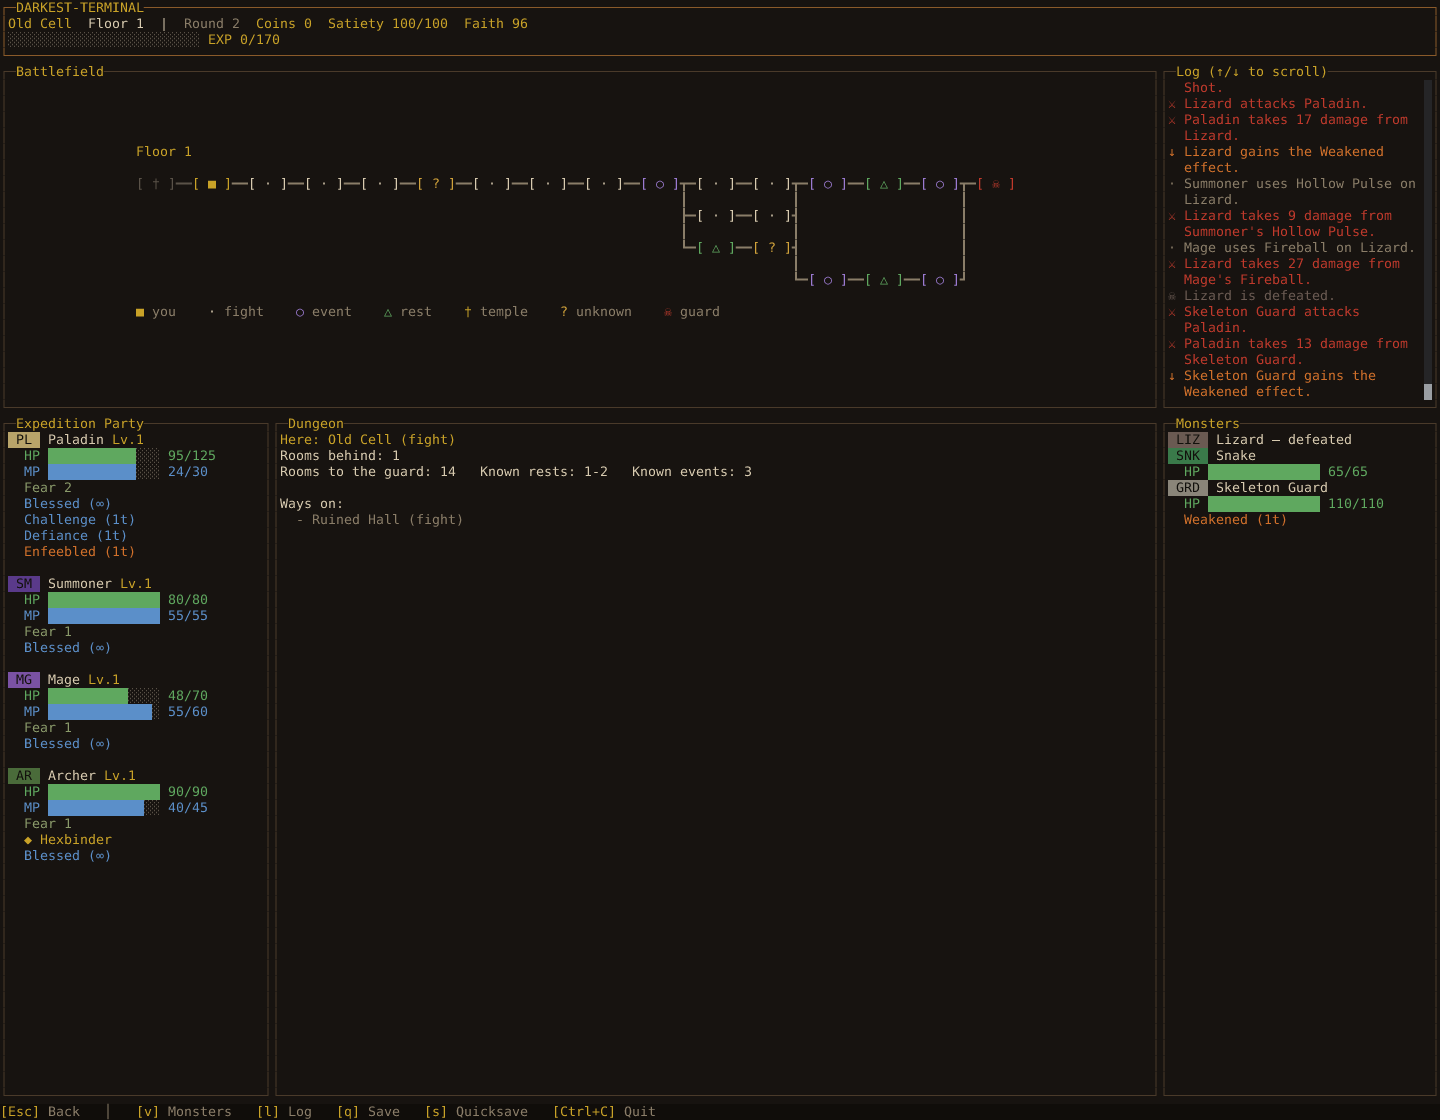 DARKEST-TERMINAL
Old Cell  Floor 1  |  Round 2  Coins 0  Satiety 100/100  Faith 96
EXP 0/170
Battlefield
Floor 1
[ † ]──[ ■ ]──[ · ]──[ · ]──[ · ]──[ ? ]──[ · ]──[ · ]──[ · ]──[ ○ ]┬─[ · ]──[ · ]┬─[ ○ ]──[ △ ]──[ ○ ]┬─[ ☠ ]
├─[ · ]──[ · ]┤
└─[ △ ]──[ ? ]┤
└─[ ○ ]──[ △ ]──[ ○ ]┘
■ you    · fight    ○ event    △ rest    † temple    ? unknown    ☠ guard
Log (↑/↓ to scroll)
Shot.
⚔ Lizard attacks Paladin.
⚔ Paladin takes 17 damage from
Lizard.
↓ Lizard gains the Weakened
effect.
· Summoner uses Hollow Pulse on
Lizard.
⚔ Lizard takes 9 damage from
Summoner's Hollow Pulse.
· Mage uses Fireball on Lizard.
⚔ Lizard takes 27 damage from
Mage's Fireball.
☠ Lizard is defeated.
⚔ Skeleton Guard attacks
Paladin.
⚔ Paladin takes 13 damage from
Skeleton Guard.
↓ Skeleton Guard gains the
Weakened effect.
Expedition Party
PL Paladin Lv.1
HP 95/125
MP 24/30
Fear 2
Blessed (∞)
Challenge (1t)
Defiance (1t)
Enfeebled (1t)
SM Summoner Lv.1
HP 80/80
MP 55/55
Fear 1
Blessed (∞)
MG Mage Lv.1
HP 48/70
MP 55/60
Fear 1
Blessed (∞)
AR Archer Lv.1
HP 90/90
MP 40/45
Fear 1
◆ Hexbinder
Blessed (∞)
Dungeon
Here: Old Cell (fight)
Rooms behind: 1
Rooms to the guard: 14   Known rests: 1-2   Known events: 3
Ways on:
- Ruined Hall (fight)
Monsters
LIZ Lizard — defeated
SNK Snake
HP 65/65
GRD Skeleton Guard
HP 110/110
Weakened (1t)
[Esc] Back   │   [v] Monsters   [l] Log   [q] Save   [s] Quicksave   [Ctrl+C] Quit